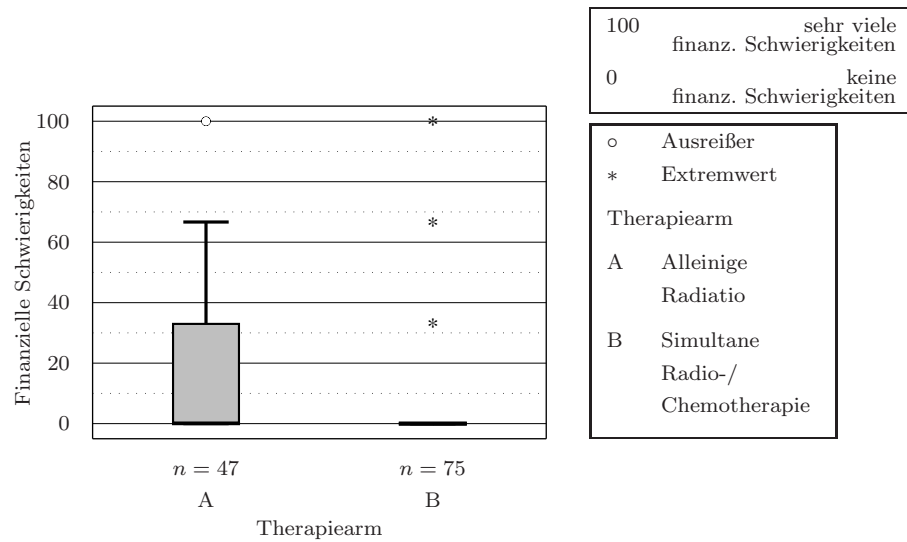 100 sehr viele
finanz. Schwierigkeiten
0 keine
finanz. Schwierigkeiten
Finanzielle Schwierigkeiten
100
80
60
40
20
0
n = 47
n = 75
A
B
Therapiearm
○ Ausreißer
* Extremwert
Therapiearm
A Alleinige
Radiatio
B Simultane
Radio-/
Chemotherapie